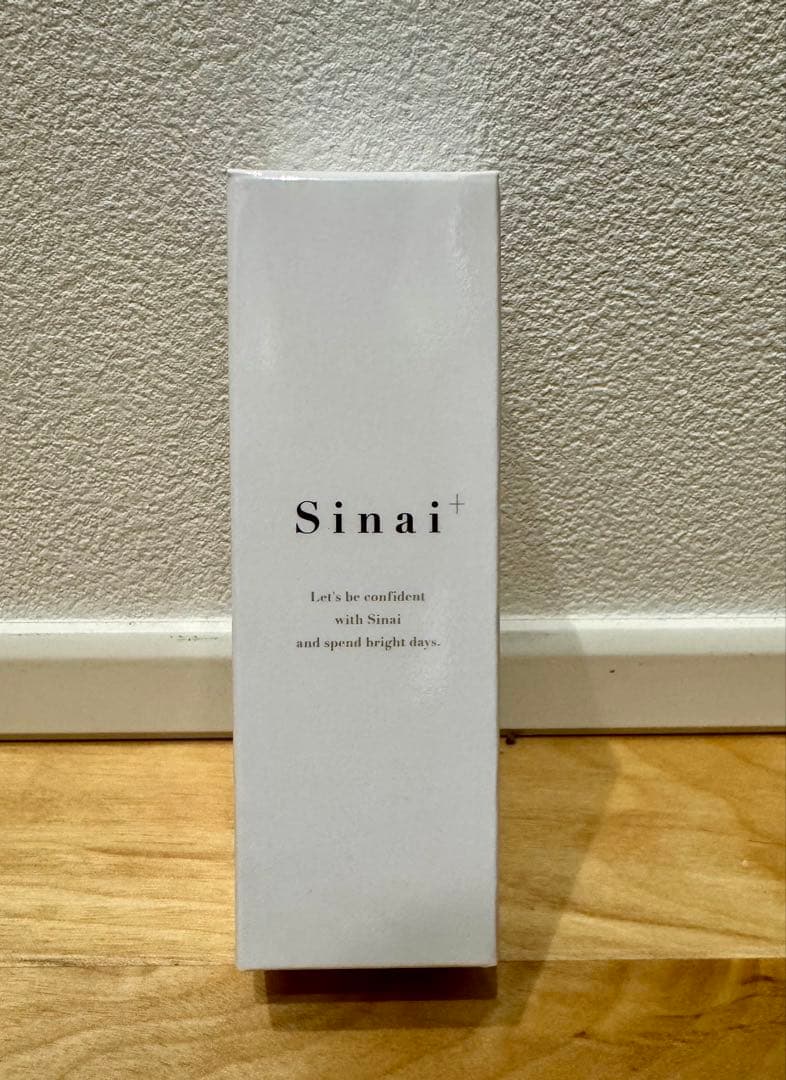 Sinai+
Let's be confident
with Sinai
and spend bright days.